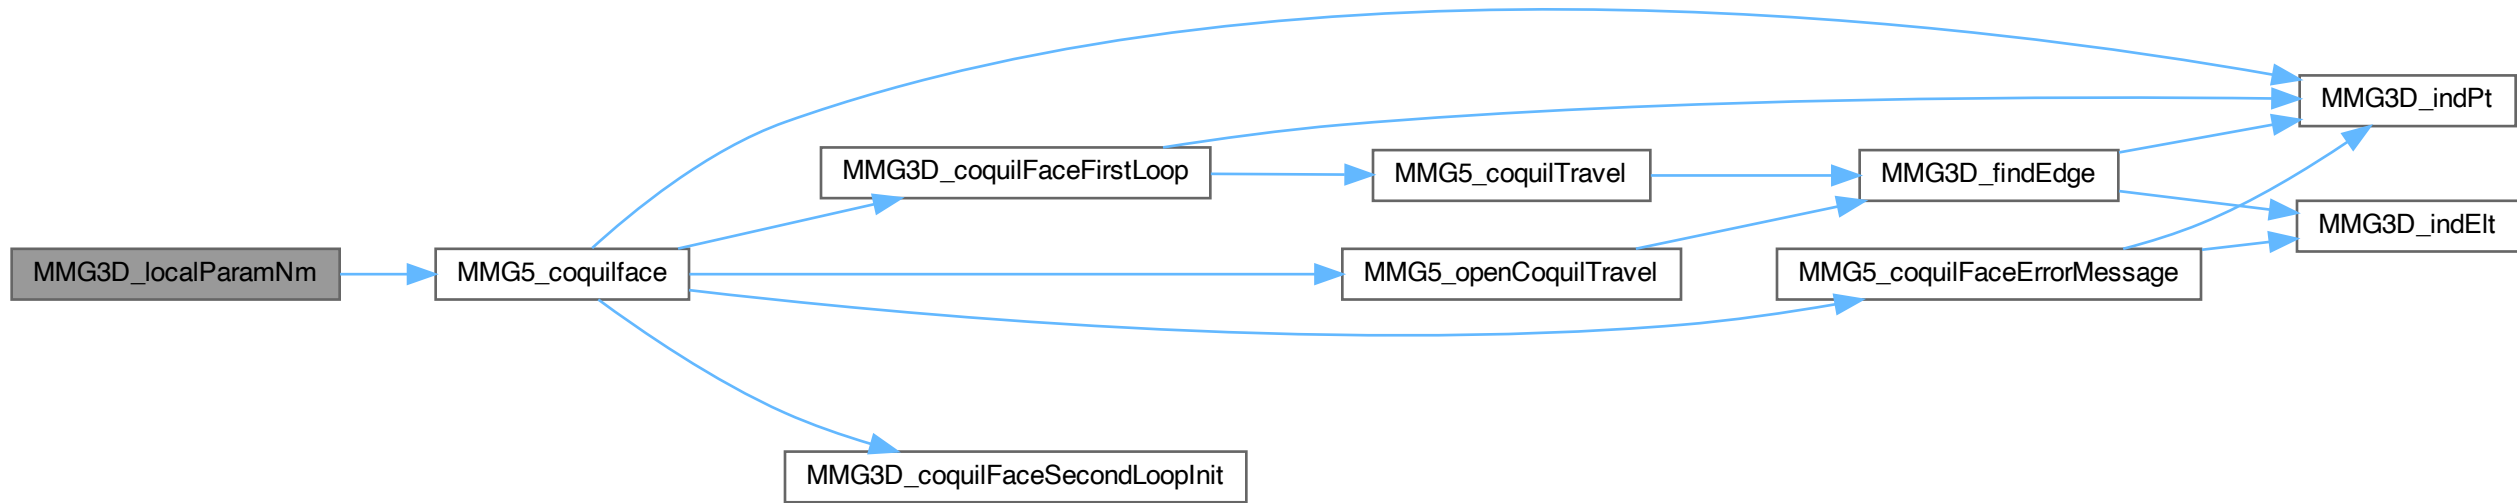 MMG3D_localParamNm
MMG5_coquilface
MMG3D_coquilFaceFirstLoop
MMG5_coquilTravel
MMG3D_findEdge
MMG3D_indPt
MMG3D_indElt
MMG5_openCoquilTravel
MMG5_coquilFaceErrorMessage
MMG3D_coquilFaceSecondLoopInit